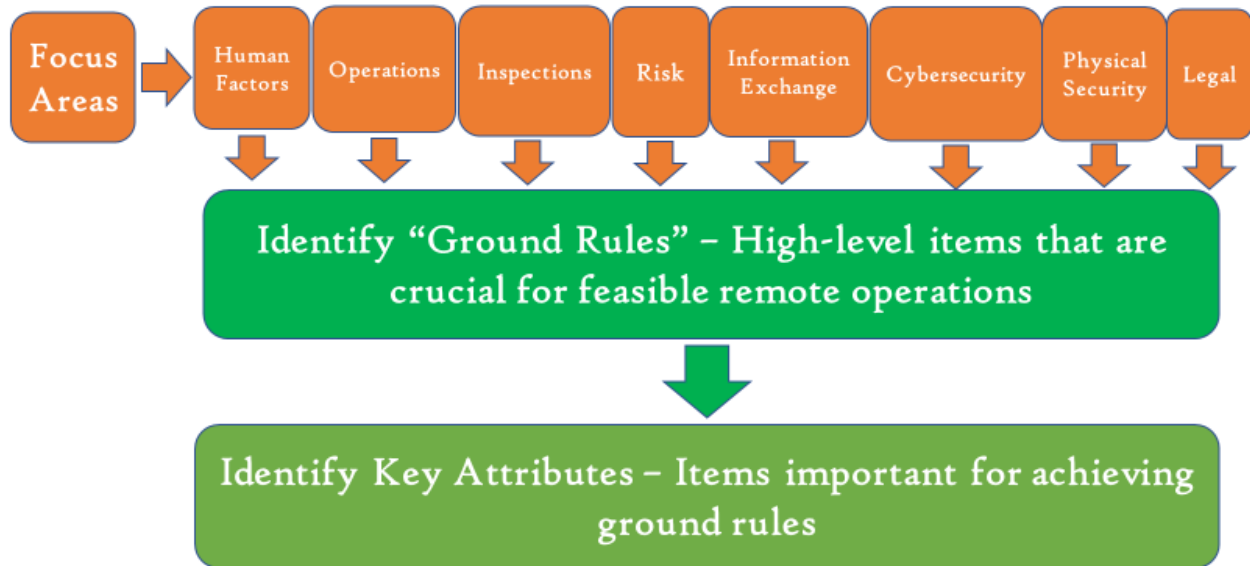 Focus
Areas
Human
Factors
Operations
Inspections
Risk
Information
Exchange
Cybersecurity
Physical
Security
Legal
Identify “Ground Rules” – High-level items that are
crucial for feasible remote operations
Identify Key Attributes – Items important for achieving
ground rules